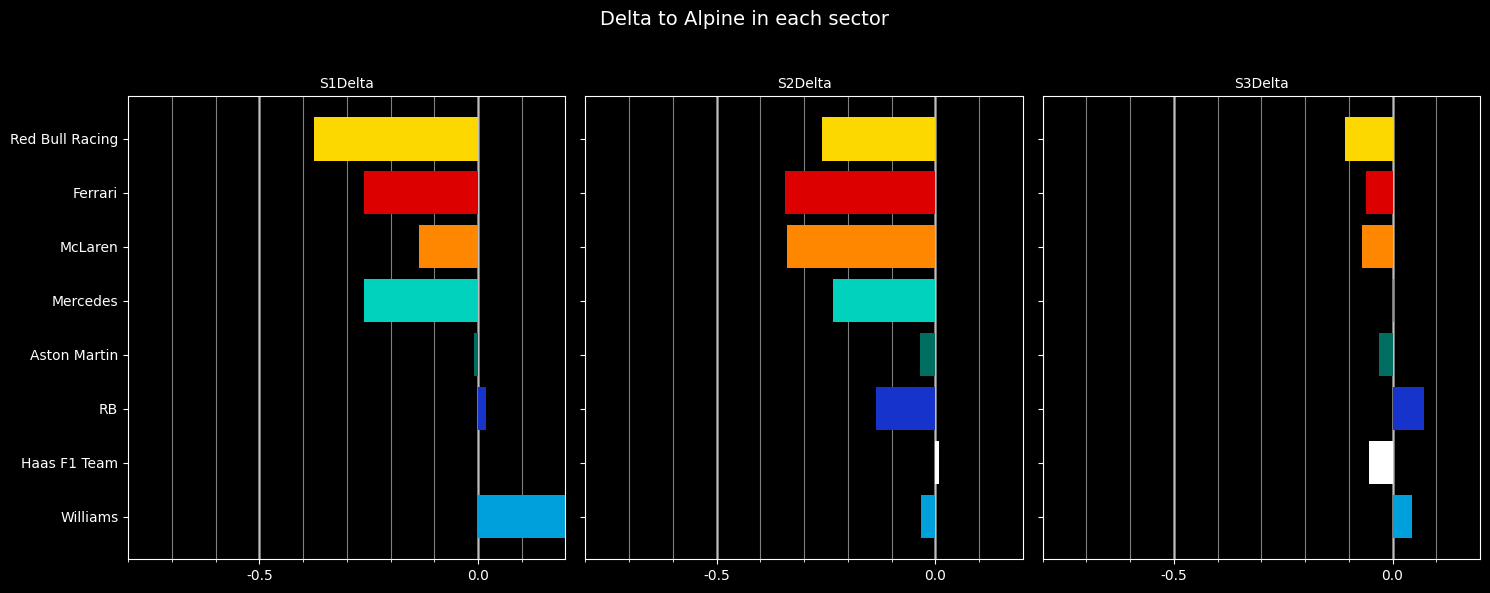 Delta to Alpine in each sector
S1Delta
S2Delta
S3Delta
Red Bull Racing
Ferrari
McLaren
Mercedes
Aston Martin
RB
Haas F1 Team
Williams
-0.5 0.0
-0.5 0.0
-0.5 0.0